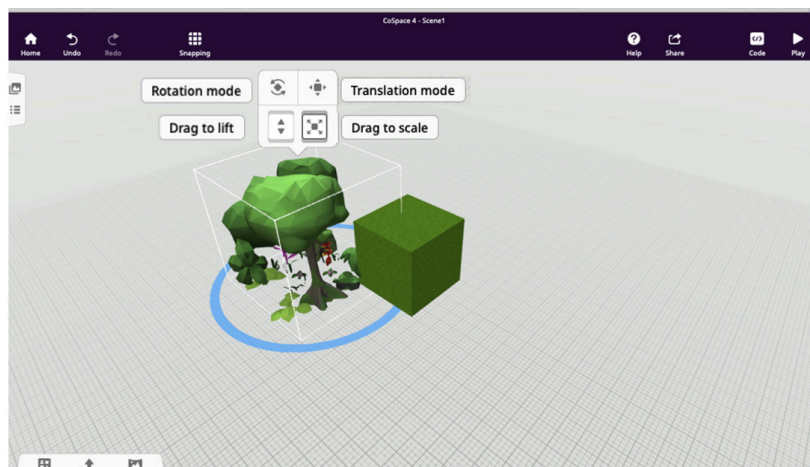 CoSpace 4 - Scene1
Home
Undo
Redo
Snapping
Help
Share
Code
Play
Rotation mode
Translation mode
Drag to lift
Drag to scale